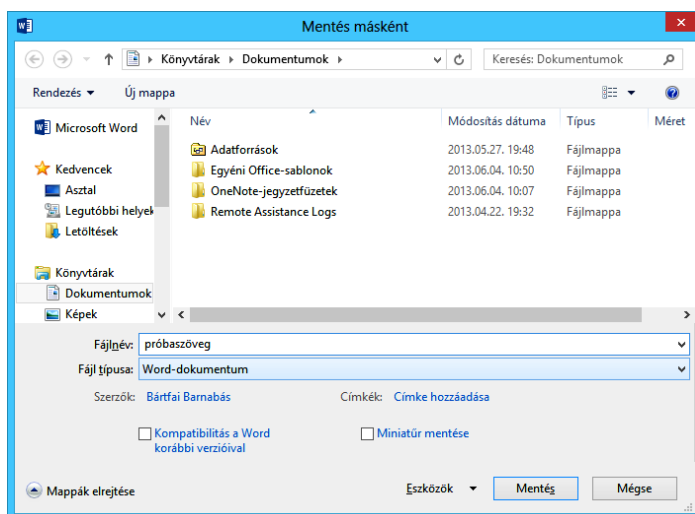 Mentés másként
Könyvtárak Dokumentumok
Keresés: Dokumentumok
Rendezés Új mappa
Microsoft Word
Kedvencek
Asztal
Legutóbbi helyek
Letöltések
Könyvtárak
Dokumentumok
Képek
Név Módosítás dátuma Típus Méret
Adatforrások 2013.05.27. 19:48 Fájlmappa
Egyéni Office-sablonok 2013.06.04. 10:50 Fájlmappa
OneNote-jegyzetfüzetek 2013.06.04. 10:07 Fájlmappa
Remote Assistance Logs 2013.04.22. 19:32 Fájlmappa
Fájlnév: próbaszöveg
Fájl típusa: Word-dokumentum
Szerzők: Bártfai Barnabás Címkék: Címke hozzáadása
Kompatibilitás a Word
korábbi verzióival
Miniatűr mentése
Mappák elrejtése Eszközök Mentés Mégse